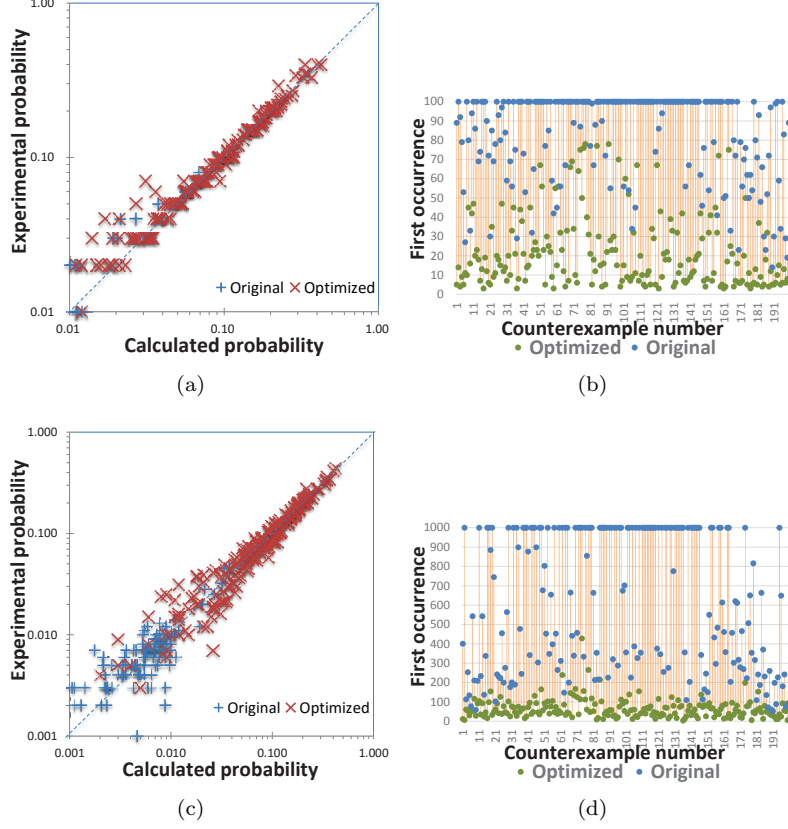 1.00
Experimental probability
0.10
0.01
0.01 0.10 1.00
+ Original × Optimized
Calculated probability
(a)
First occurrence
100
90
80
70
60
50
40
30
20
10
0
1 11 21 31 41 51 61 71 81 91 101 111 121 131 141 151 161 171 181 191
Counterexample number
Optimized Original
(b)
1.000
Experimental probability
0.100
0.010
0.001
0.001 0.010 0.100 1.000
+ Original × Optimized
Calculated probability
(c)
First occurrence
1000
900
800
700
600
500
400
300
200
100
0
1 11 21 31 41 51 61 71 81 91 101 111 121 131 141 151 161 171 181 191
Counterexample number
Optimized Original
(d)